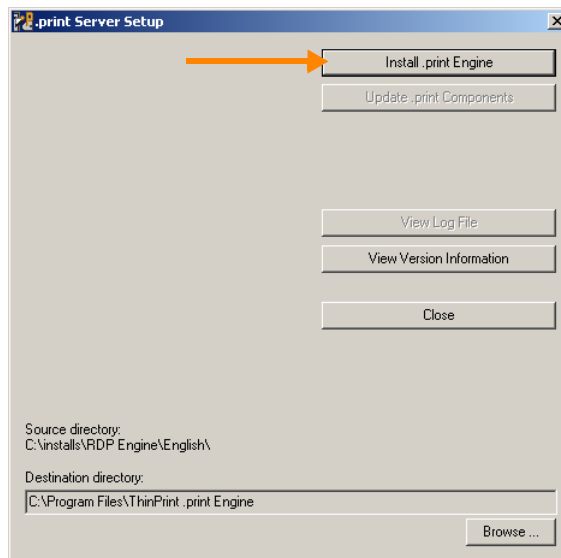 .print Server Setup
Install .print Engine
Update .print Components
View Log File
View Version Information
Close
Source directory:
C:\installs\RDP Engine\English\
Destination directory:
C:\Program Files\ThinPrint .print Engine
Browse ...